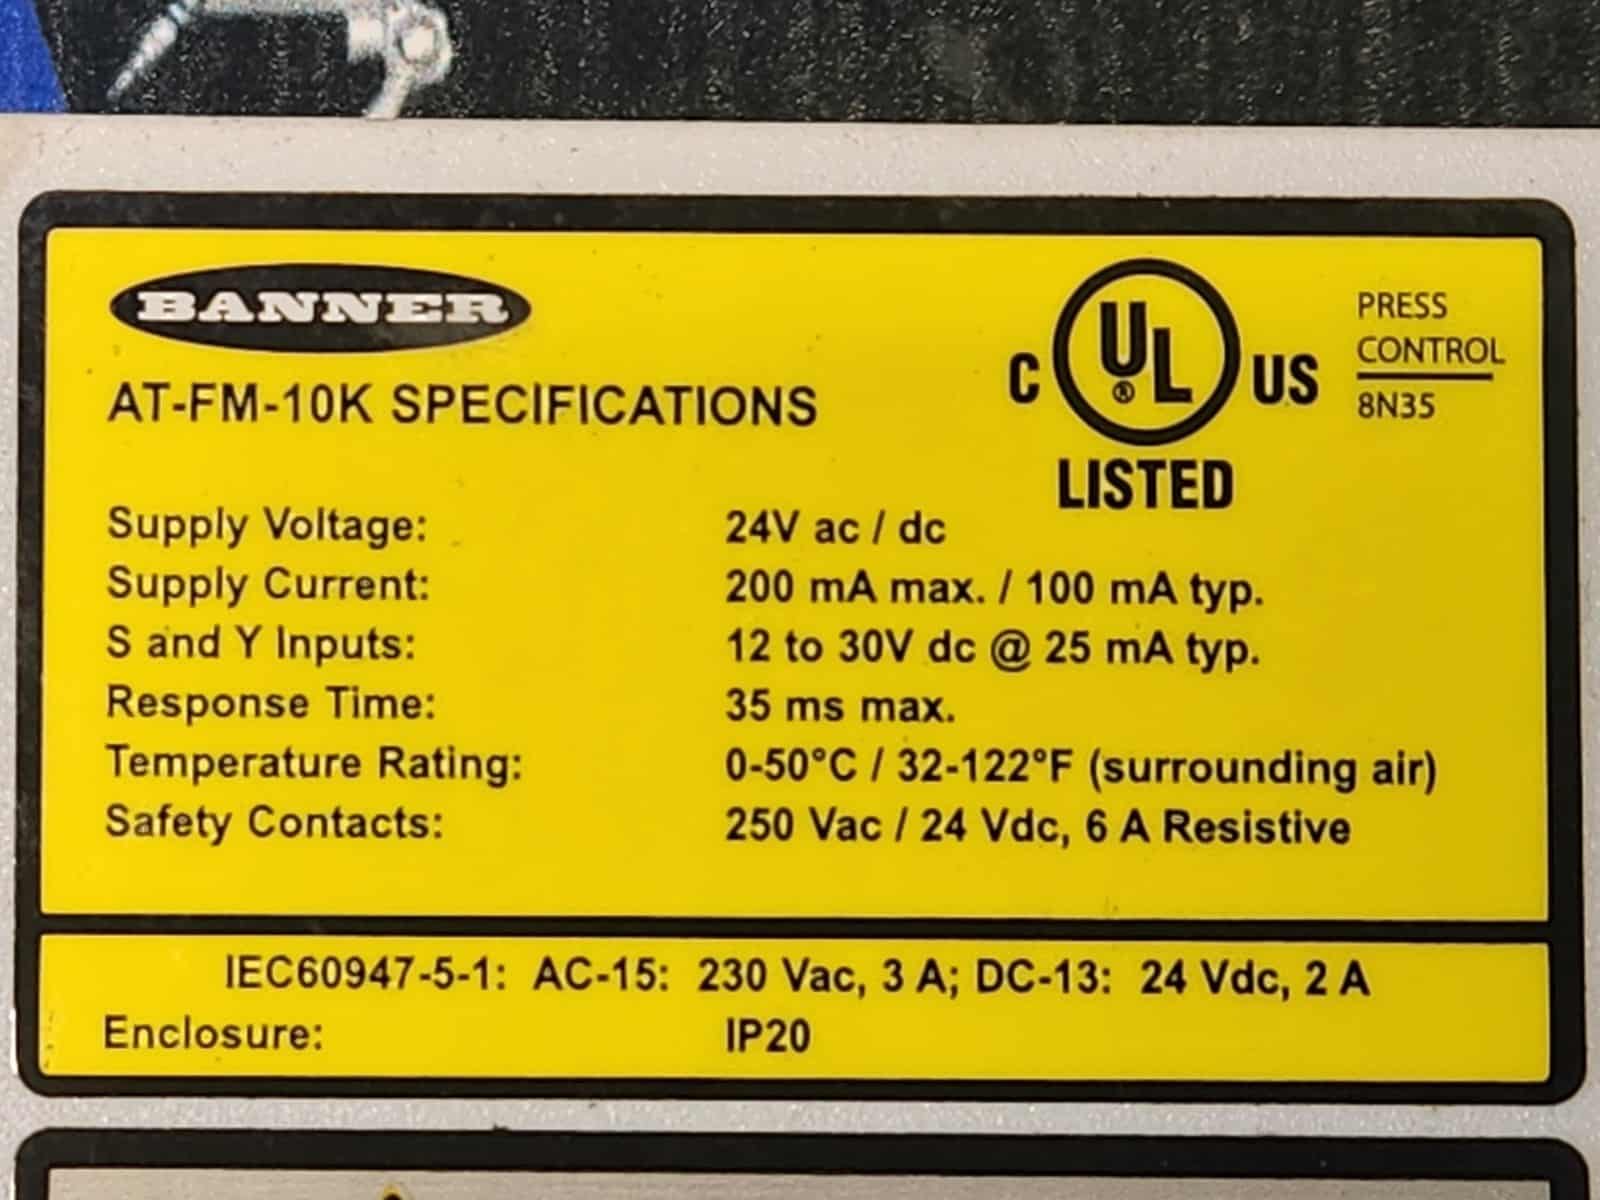 BANNER
AT-FM-10K SPECIFICATIONS
C UL ® US
LISTED
PRESS
CONTROL
8N35
Supply Voltage: 24V ac / dc
Supply Current: 200 mA max. / 100 mA typ.
S and Y Inputs: 12 to 30V dc @ 25 mA typ.
Response Time: 35 ms max.
Temperature Rating: 0-50°C / 32-122°F (surrounding air)
Safety Contacts: 250 Vac / 24 Vdc, 6 A Resistive
IEC60947-5-1: AC-15: 230 Vac, 3 A; DC-13: 24 Vdc, 2 A
Enclosure: IP20